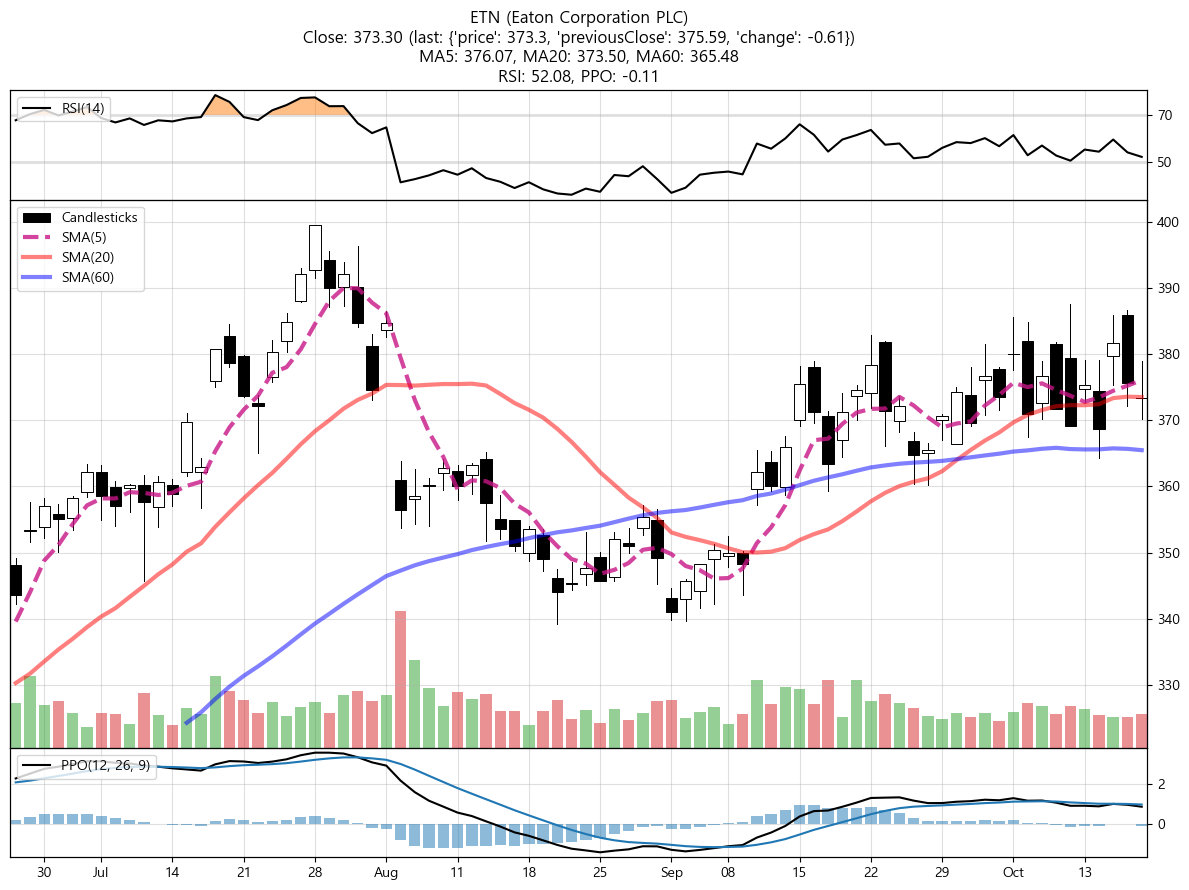 ETN (Eaton Corporation PLC)
Close: 373.30 (last: {'price': 373.3, 'previousClose': 375.59, 'change': -0.61})
MA5: 376.07, MA20: 373.50, MA60: 365.48
RSI: 52.08, PPO: -0.11
RSI(14)
70
50
Candlesticks
SMA(5)
SMA(20)
SMA(60)
400
390
380
370
360
350
340
330
PPO(12, 26, 9)
2
0
30 Jul 14 21 28 Aug 11 18 25 Sep 08 15 22 29 Oct 13